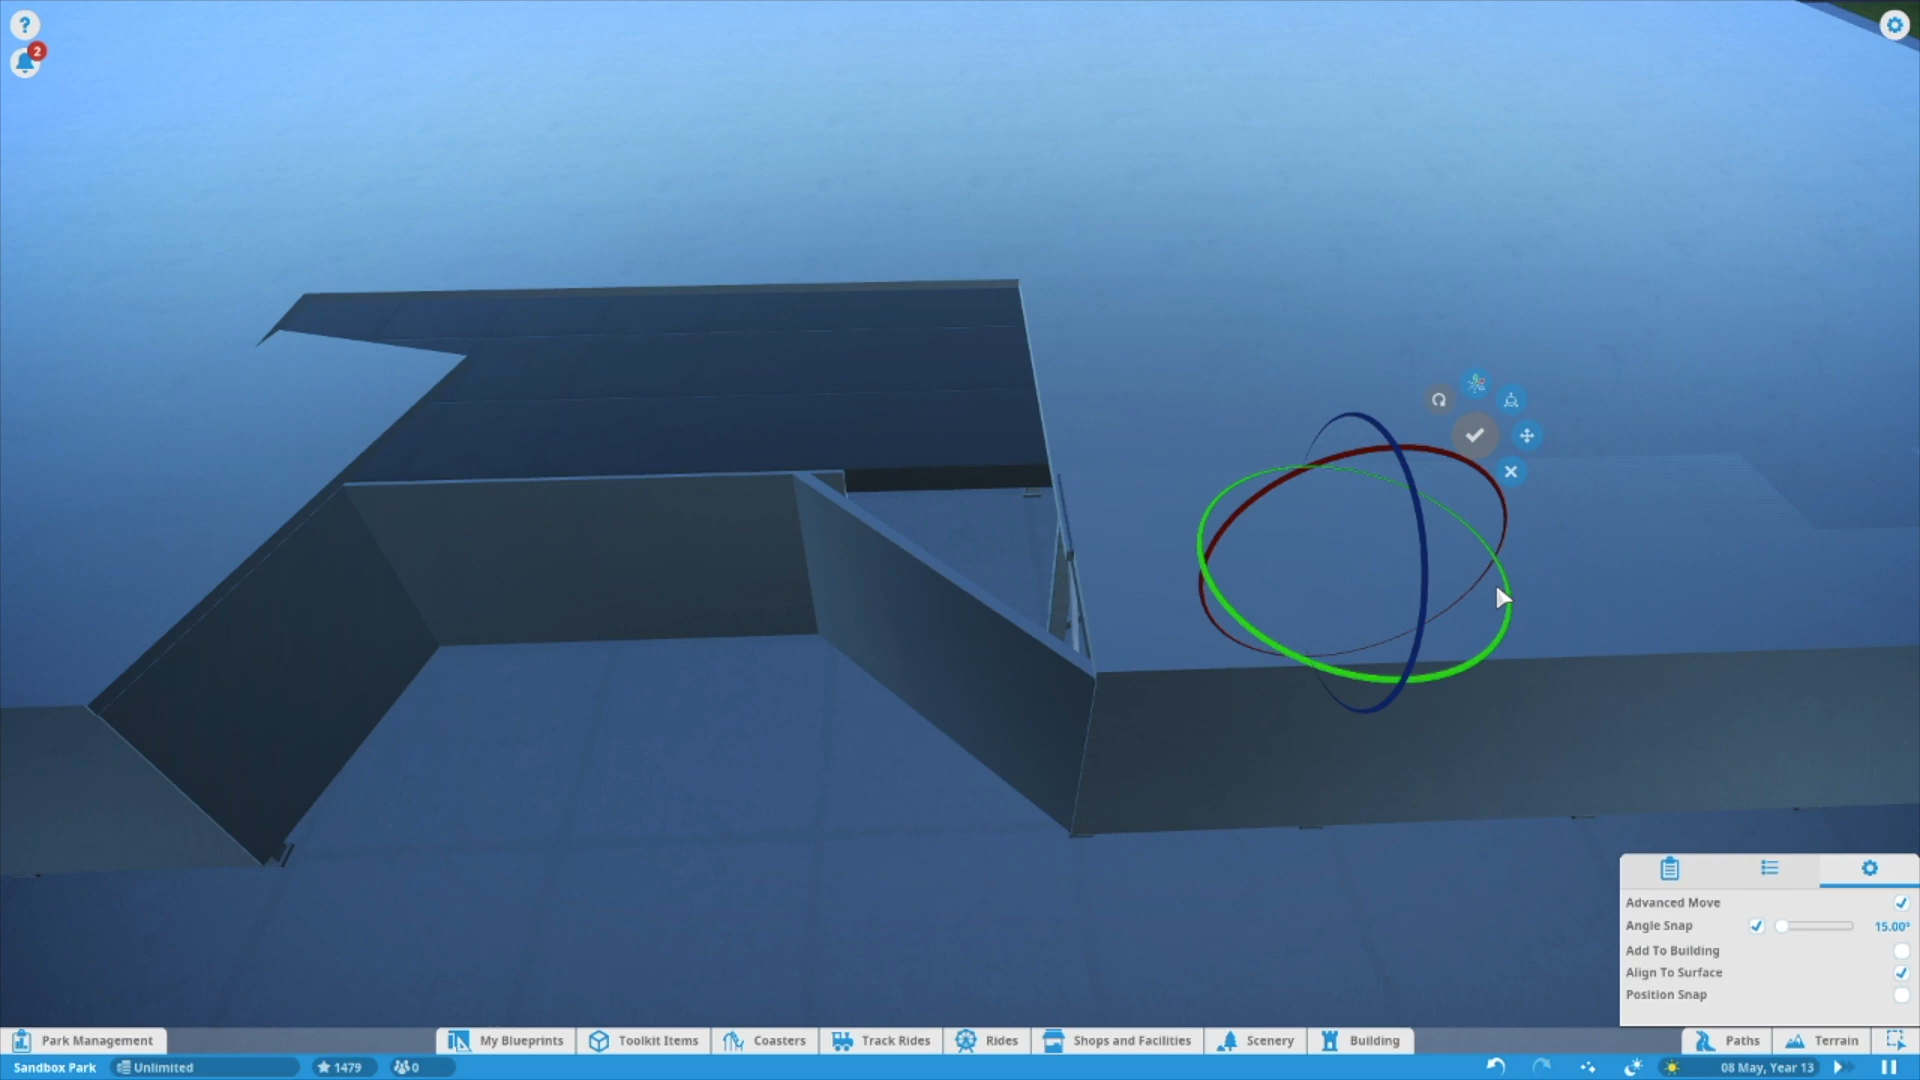 ?
2
Advanced Move
Angle Snap 15.00°
Add To Building
Align To Surface
Position Snap
Park Management My Blueprints Toolkit Items Coasters Track Rides Rides Shops and Facilities Scenery Building Paths Terrain
Sandbox Park Unlimited 1479 0 08 May, Year 13